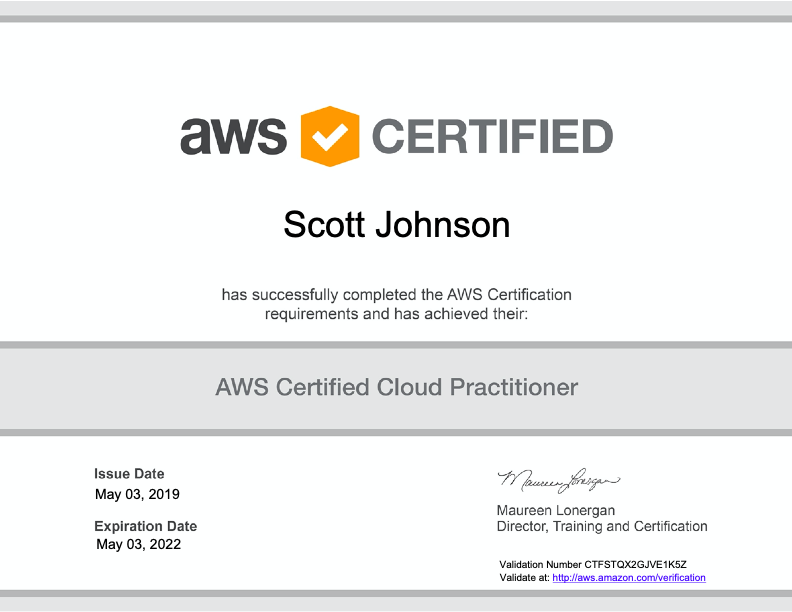 aws CERTIFIED
Scott Johnson
has successfully completed the AWS Certification
requirements and has achieved their:
AWS Certified Cloud Practitioner
Issue Date
May 03, 2019
Expiration Date
May 03, 2022
Maureen Lonergan
Maureen Lonergan
Director, Training and Certification
Validation Number CTFSTQX2GJVE1K5Z
Validate at: http://aws.amazon.com/verification